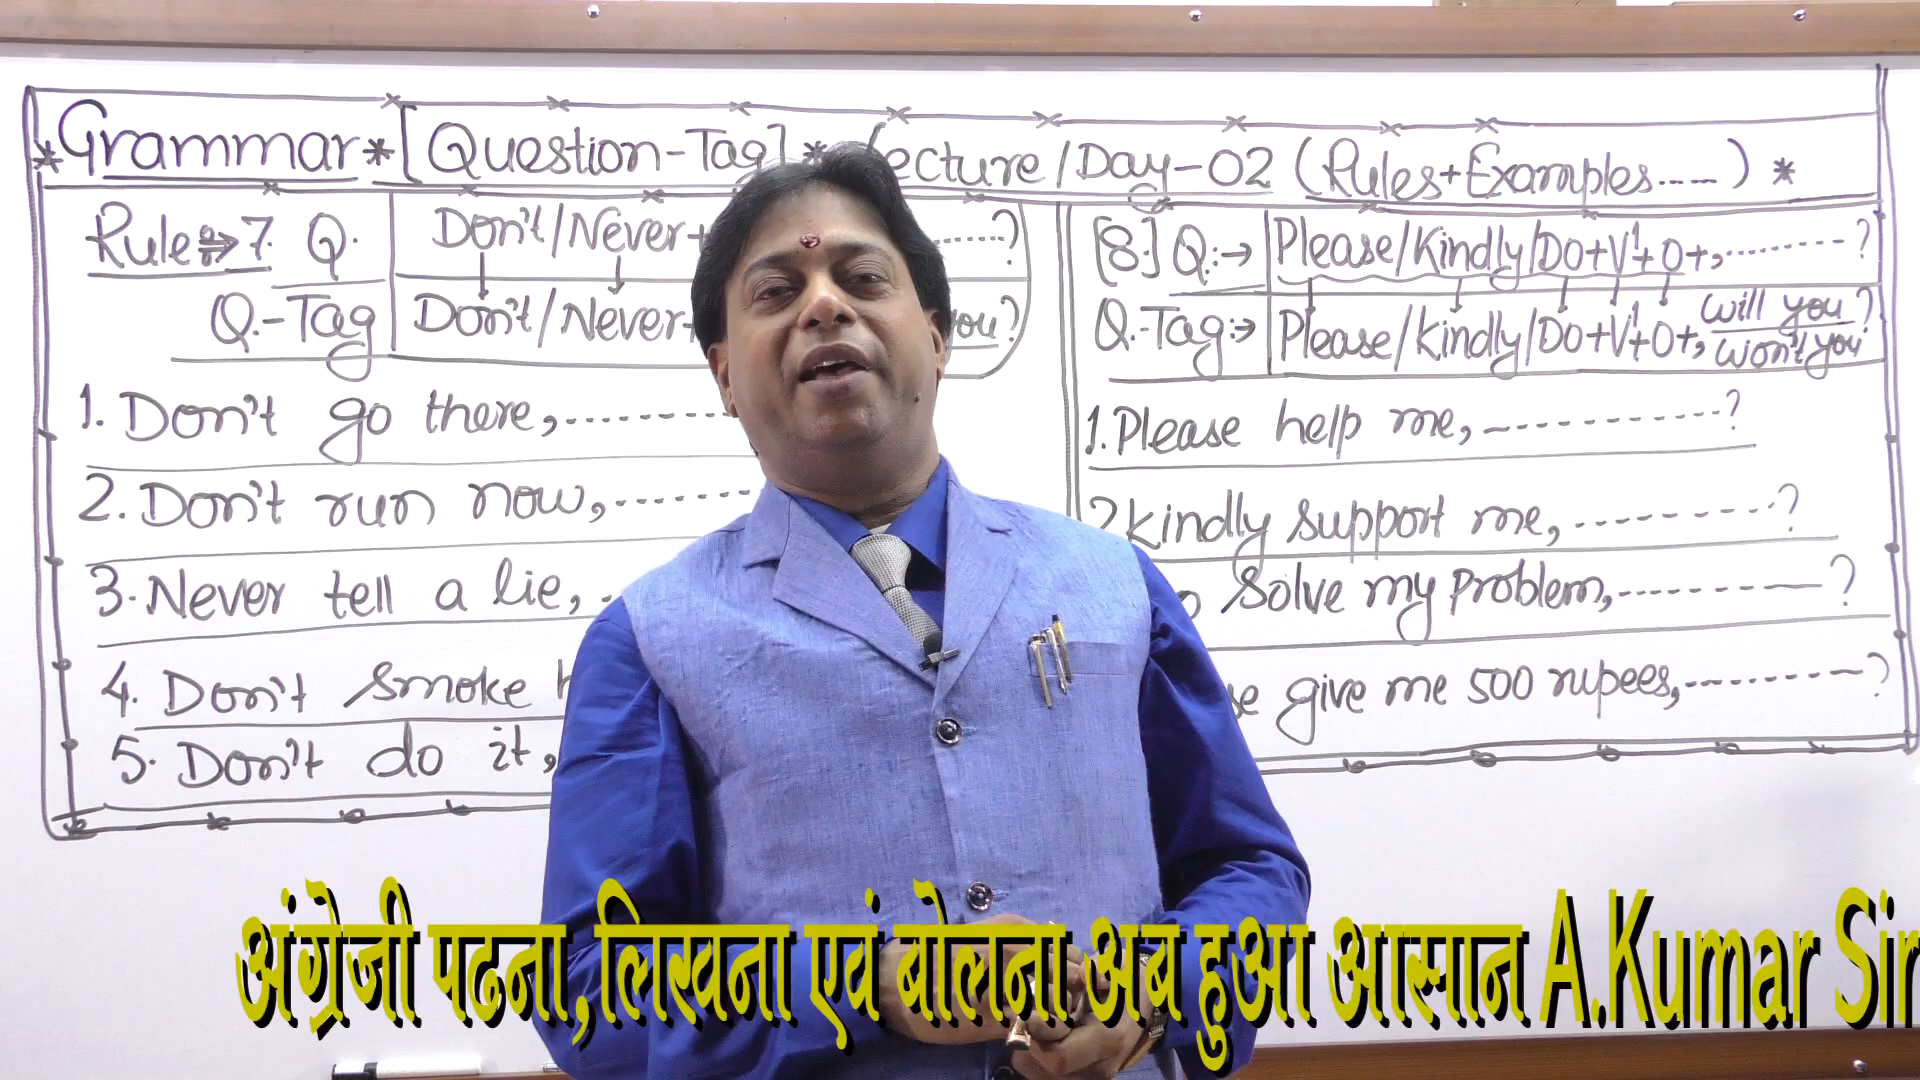 *Grammar* [Question-Tag] * Lecture/Day-02 (Rules+Examples......) *
Rule⇒7. Q. Don't/Never+ ........?
Q.-Tag Don't/Never+ you?
1. Don't go there,..........
2. Don't run now,.........
3. Never tell a lie,.
4. Don't smoke
5. Don't do it,
[8.] Q:→ Please/Kindly/Do+V¹+O+,.........?
Q.-Tag:→ Please/Kindly/Do+V¹+O+, will you? won't you
1. Please help me,-----------?
2. Kindly support me,-----------?
solve my problem,-----------?
give me 500 rupees,-----------?
अंग्रेजी पढना,लिखना एवं बोलना अब हुआ आसान A.Kumar Sir